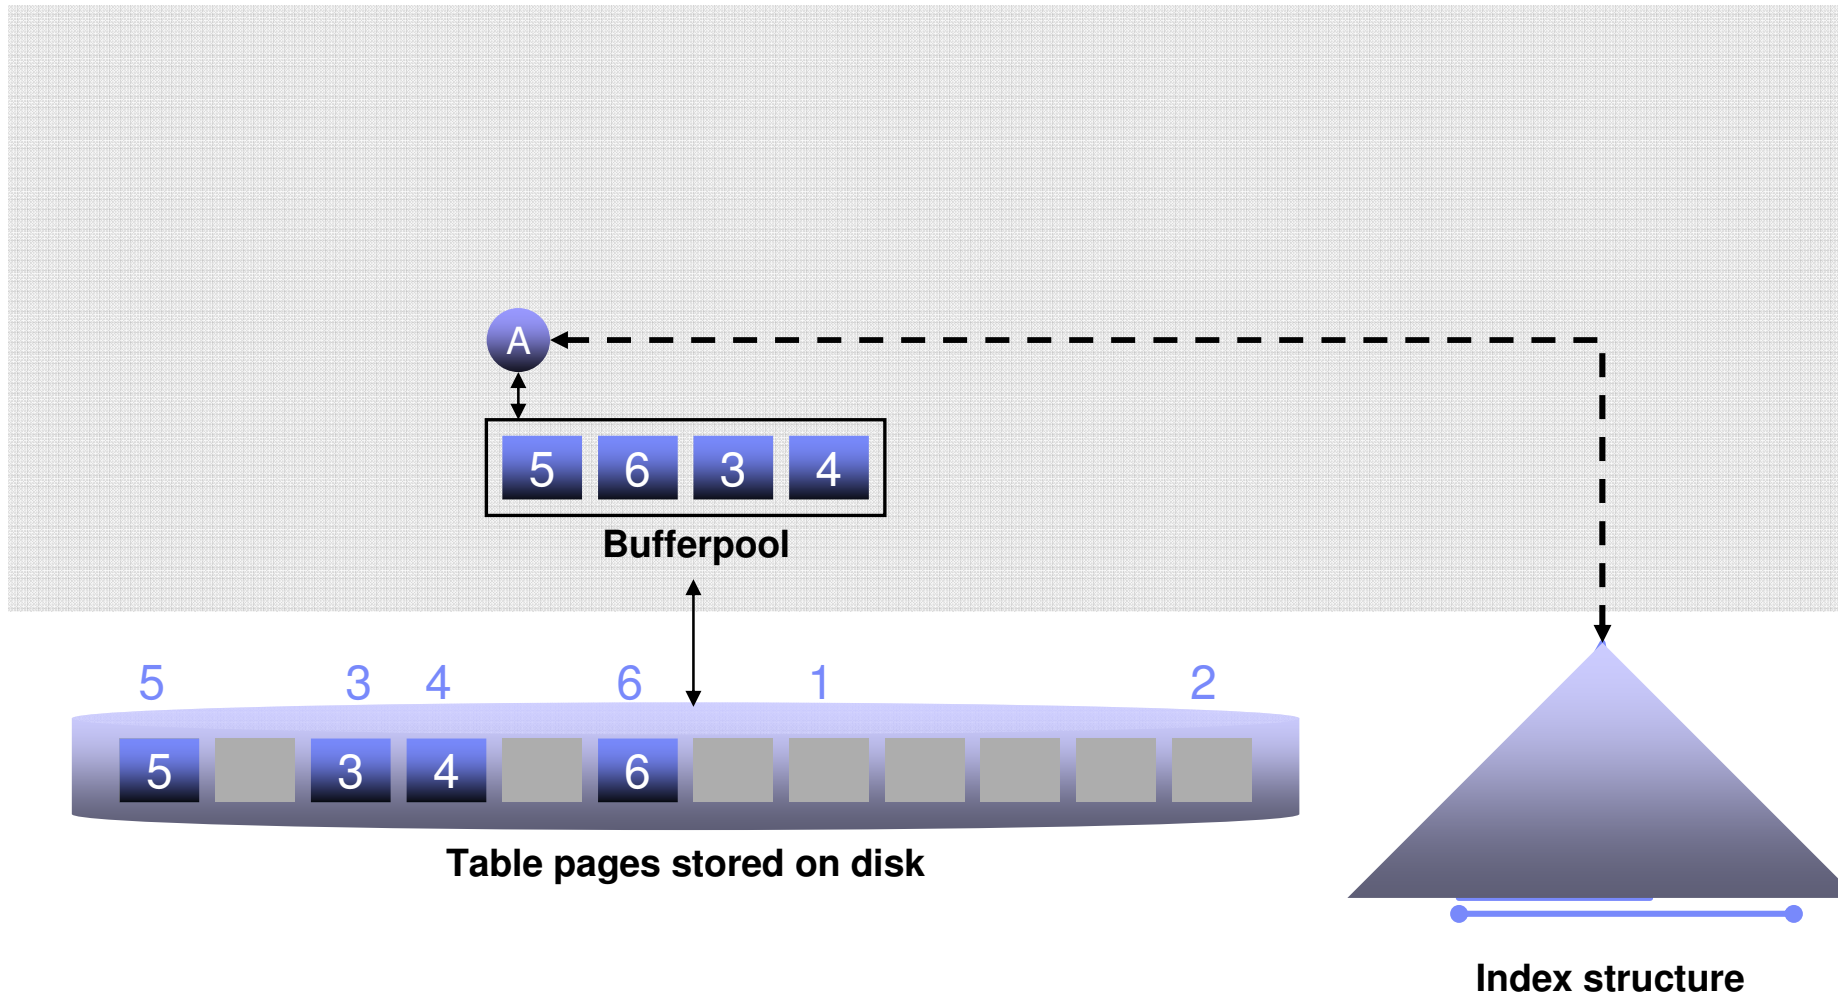 A
5 6 3 4
Bufferpool
5 3 4 6 1 2
5 3 4 6
Table pages stored on disk
Index structure